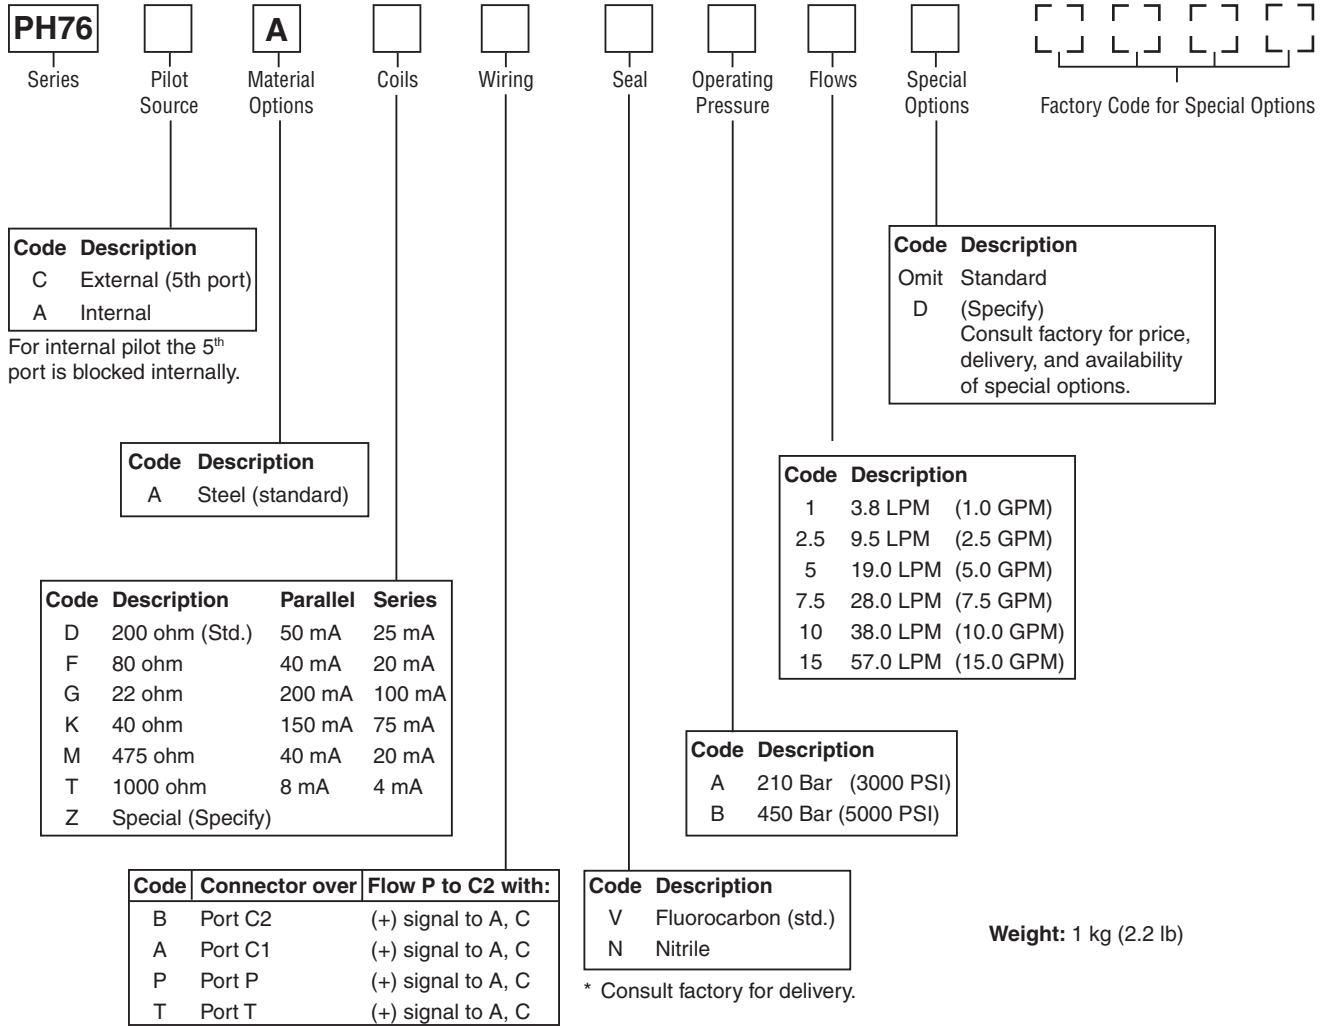 PH76 A
Series Pilot Source Material Options Coils Wiring Seal Operating Pressure Flows Special Options Factory Code for Special Options
Code Description
C External (5th port)
A Internal
For internal pilot the 5th
port is blocked internally.
Code Description
Omit Standard
D (Specify)
Consult factory for price,
delivery, and availability
of special options.
Code Description
A Steel (standard)
Code Description
1 3.8 LPM (1.0 GPM)
2.5 9.5 LPM (2.5 GPM)
5 19.0 LPM (5.0 GPM)
7.5 28.0 LPM (7.5 GPM)
10 38.0 LPM (10.0 GPM)
15 57.0 LPM (15.0 GPM)
Code Description Parallel Series
D 200 ohm (Std.) 50 mA 25 mA
F 80 ohm 40 mA 20 mA
G 22 ohm 200 mA 100 mA
K 40 ohm 150 mA 75 mA
M 475 ohm 40 mA 20 mA
T 1000 ohm 8 mA 4 mA
Z Special (Specify)
Code Description
A 210 Bar (3000 PSI)
B 450 Bar (5000 PSI)
Code Connector over Flow P to C2 with:
B Port C2 (+) signal to A, C
A Port C1 (+) signal to A, C
P Port P (+) signal to A, C
T Port T (+) signal to A, C
Code Description
V Fluorocarbon (std.)
N Nitrile
* Consult factory for delivery.
Weight: 1 kg (2.2 lb)